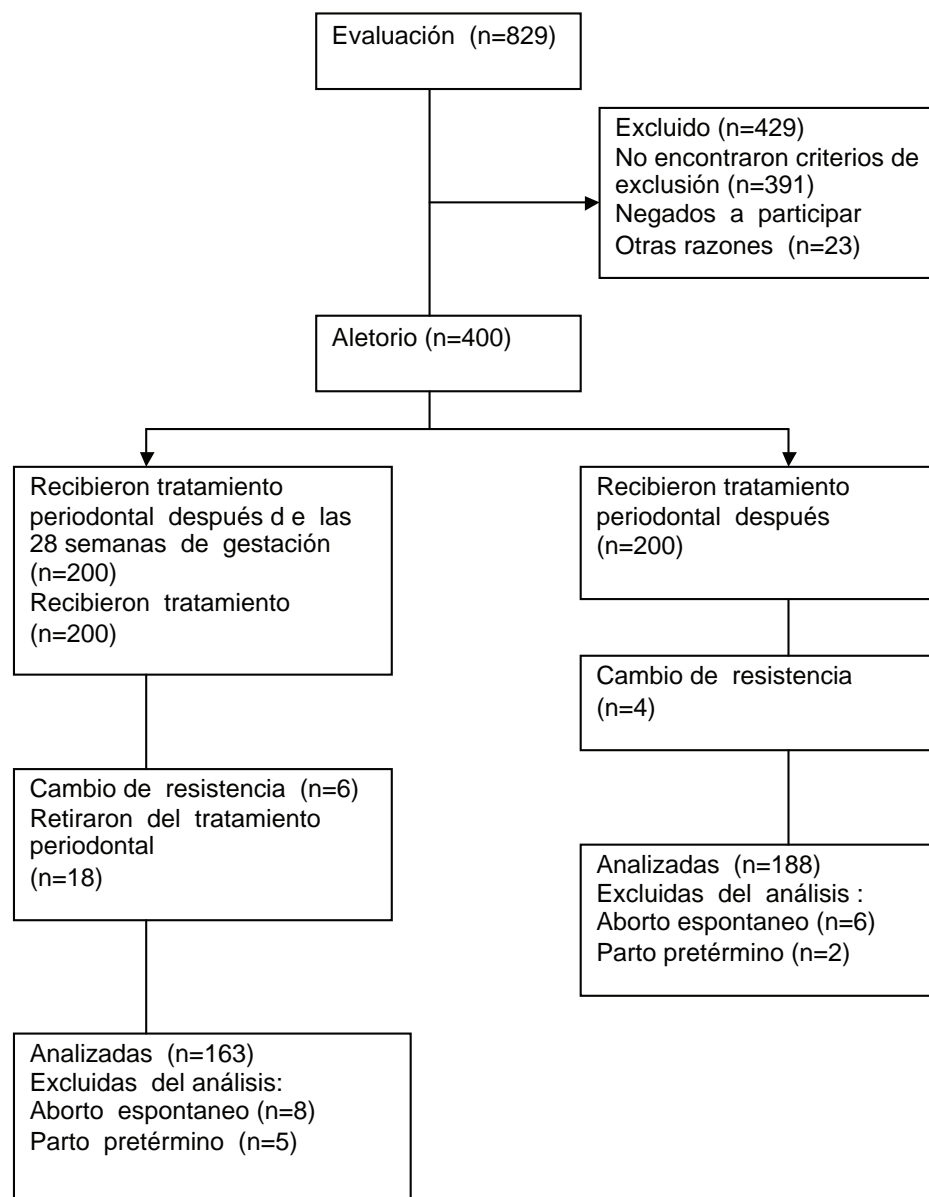 Evaluación (n=829)
Excluido (n=429)
No encontraron criterios de
exclusión (n=391)
Negados a participar
Otras razones (n=23)
Aletorio (n=400)
Recibieron tratamiento
periodontal después d e las
28 semanas de gestación
(n=200)
Recibieron tratamiento
(n=200)
Recibieron tratamiento
periodontal después
(n=200)
Cambio de resistencia
(n=4)
Cambio de resistencia (n=6)
Retiraron del tratamiento
periodontal
(n=18)
Analizadas (n=188)
Excluidas del análisis :
Aborto espontaneo (n=6)
Parto pretérmino (n=2)
Analizadas (n=163)
Excluidas del análisis:
Aborto espontaneo (n=8)
Parto pretérmino (n=5)